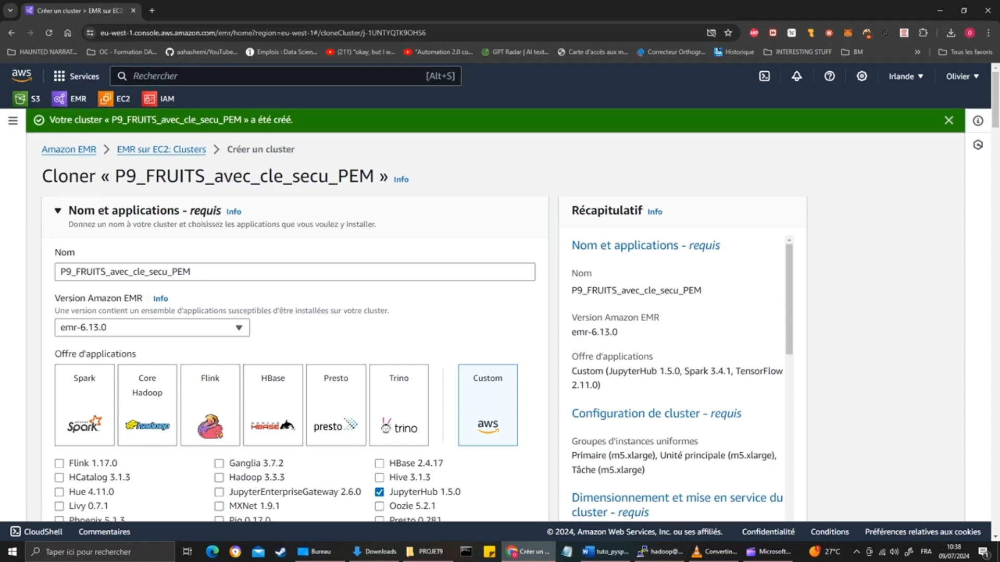 Créer un cluster > EMR sur EC2
eu-west-1.console.aws.amazon.com/emr/home?region=eu-west-1#/cloneCluster/j-1UNTYQTK9OHS6
HAUNTED NARRAT...
OC - Formation DA...
aahashemi/YouTube...
Emplois : Data Scien...
(211) "okay, but I w...
"Automation 2.0 co...
GPT Radar | AI text...
Carte d'accès aux m...
Correcteur Orthogr...
Historique
INTERESTING STUFF
BM
Tous les favoris
aws
Services
Rechercher
[Alt+S]
Irlande
Olivier
S3
EMR
EC2
IAM
Votre cluster « P9_FRUITS_avec_cle_secu_PEM » a été créé.
Amazon EMR
EMR sur EC2: Clusters
Créer un cluster
Cloner « P9_FRUITS_avec_cle_secu_PEM » Info
Nom et applications - requis Info
Donnez un nom à votre cluster et choisissez les applications que vous voulez y installer.
Nom
P9_FRUITS_avec_cle_secu_PEM
Version Amazon EMR Info
Une version contient un ensemble d'applications susceptibles d'être installées sur votre cluster.
emr-6.13.0
Offre d'applications
Spark
Core
Hadoop
Flink
HBase
Presto
Trino
Custom
APACHE
Spark
hadoop
APACHE
HBASE
presto
trino
aws
Flink 1.17.0
Ganglia 3.7.2
HBase 2.4.17
HCatalog 3.1.3
Hadoop 3.3.3
Hive 3.1.3
Hue 4.11.0
JupyterEnterpriseGateway 2.6.0
JupyterHub 1.5.0
Livy 0.7.1
MXNet 1.9.1
Oozie 5.2.1
Phoenix 5.1.3
Pig 0.17.0
Presto 0.281
Récapitulatif Info
Nom et applications - requis
Nom
P9_FRUITS_avec_cle_secu_PEM
Version Amazon EMR
emr-6.13.0
Offre d'applications
Custom (JupyterHub 1.5.0, Spark 3.4.1, TensorFlow
2.11.0)
Configuration de cluster - requis
Groupes d'instances uniformes
Primaire (m5.xlarge), Unité principale (m5.xlarge),
Tâche (m5.xlarge)
Dimensionnement et mise en service du
cluster - requis
CloudShell
Commentaires
© 2024, Amazon Web Services, Inc. ou ses affiliés.
Confidentialité
Conditions
Préférences relatives aux cookies
Taper ici pour rechercher
Bureau
Downloads
PROJET9
Créer un ...
tuto_pysp...
hadoop@...
Convertin...
Microsoft...
27°C
FRA
10:38
09/07/2024